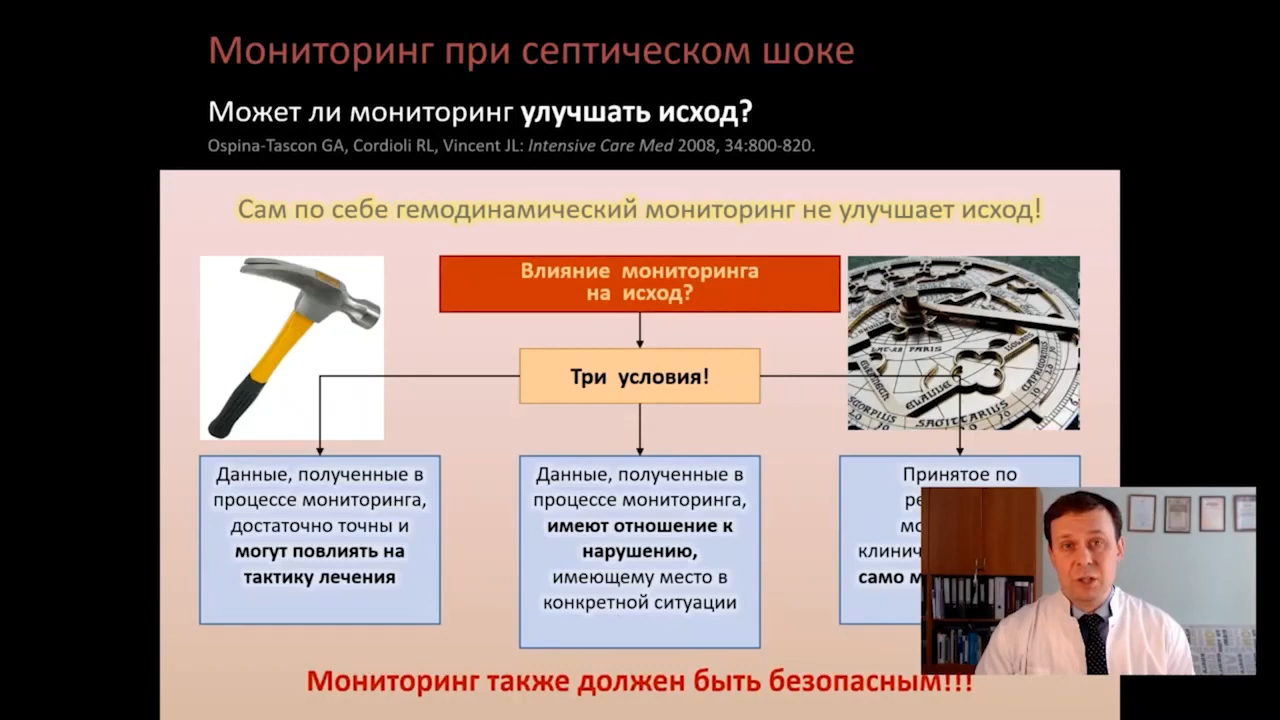 Мониторинг при септическом шоке
Может ли мониторинг улучшать исход?
Ospina-Tascon GA, Cordioli RL, Vincent JL: Intensive Care Med 2008, 34:800-820.
Сам по себе гемодинамический мониторинг не улучшает исход!
Влияние мониторинга
на исход?
Три условия!
Данные, полученные в
процессе мониторинга,
достаточно точны и
могут повлиять на
тактику лечения
Данные, полученные в
процессе мониторинга,
имеют отношение к
нарушению,
имеющему место в
конкретной ситуации
Принятое по
само
Мониторинг также должен быть безопасным!!!
PARIS
SAGITTARIUS